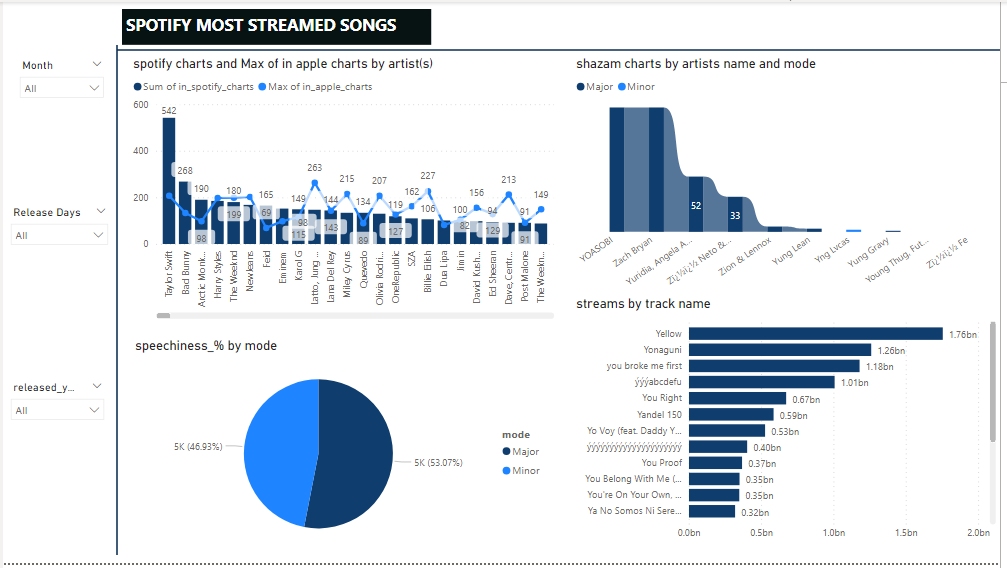 SPOTIFY MOST STREAMED SONGS
Month
All
Release Days
All
released_y...
All
spotify charts and Max of in apple charts by artist(s)
Sum of in_spotify_charts Max of in_apple_charts
600
400
200
0
542
268
190
98
180
199
165
69
149
98
115
263
144
143
215
134
89
207
119
127
162
227
106
100
82
156
94
129
213
91
91
149
Taylor Swift
Bad Bunny
Arctic Monk...
Harry Styles
The Weeknd
NewJeans
Feid
Eminem
Karol G
Latto, Jung ...
Lana Del Rey
Miley Cyrus
Quevedo
Olivia Rodri...
OneRepublic
SZA
Billie Eilish
Dua Lipa
Jimin
David Kush...
Ed Sheeran
Dave, Cent...
Post Malone
The Weekn...
shazam charts by artists name and mode
Major Minor
52
33
YOASOBI
Zach Bryan
Yuridia, Angela A...
Zï¿½ï¿½ Neto &...
Zion & Lennox
Yung Lean
Yng Lvcas
Yung Gravy
Young Thug. Fut...
Zï¿½ï¿½ Fe
speechiness_% by mode
5K (46.93%)
5K (53.07%)
mode
Major
Minor
streams by track name
Yellow 1.76bn
Yonaguni 1.26bn
you broke me first 1.18bn
ýýýabcdefu 1.01bn
You Right 0.67bn
Yandel 150 0.59bn
Yo Voy (feat. Daddy Y... 0.53bn
0.40bn
You Proof 0.37bn
You Belong With Me (... 0.35bn
You're On Your Own, ... 0.35bn
Ya No Somos Ni Sere... 0.32bn
0.0bn 0.5bn 1.0bn 1.5bn 2.0bn